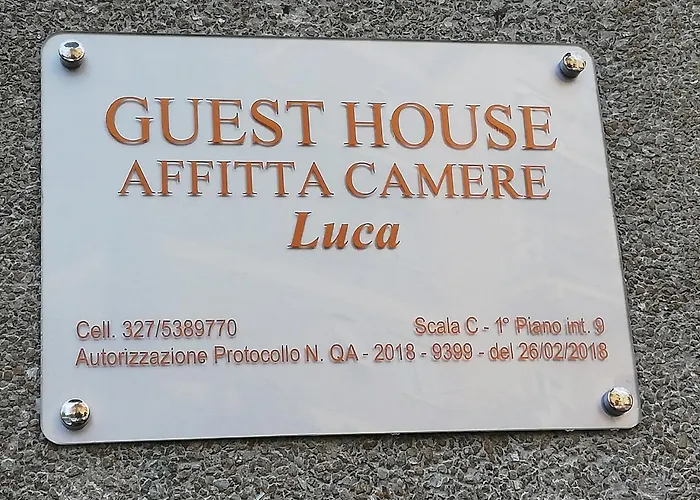 GUEST HOUSE
AFFITTA CAMERE
Luca
Cell. 327/5389770
Scala C - 1° Piano int. 9
Autorizzazione Protocollo N. QA - 2018 - 9399 - del 26/02/2018